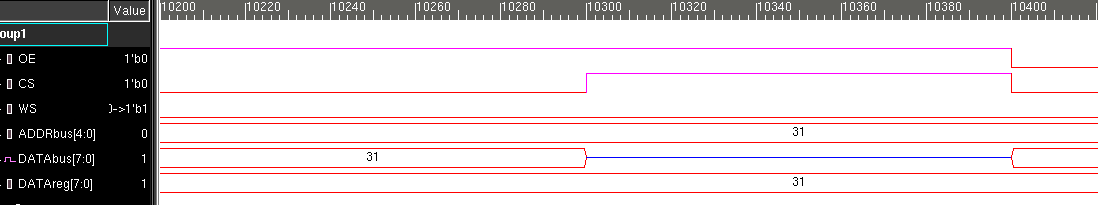 Value 10200 10220 10240 10260 10280 10300 10320 10340 10360 10380 10400
oup1
OE 1'b0
CS 1'b0
WS )->1'b1
ADDRbus[4:0] 0 31
DATAbus[7:0] 1 31
DATAreg[7:0] 1 31